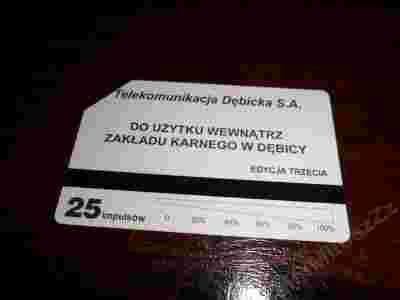 Telekomunikacja Dębicka S.A.
DO UŻYTKU WEWNĄTRZ
ZAKŁADU KARNEGO W DĘBICY
EDYCJA TRZECIA
25 impulsów
0 20% 40% 60% 80% 100%